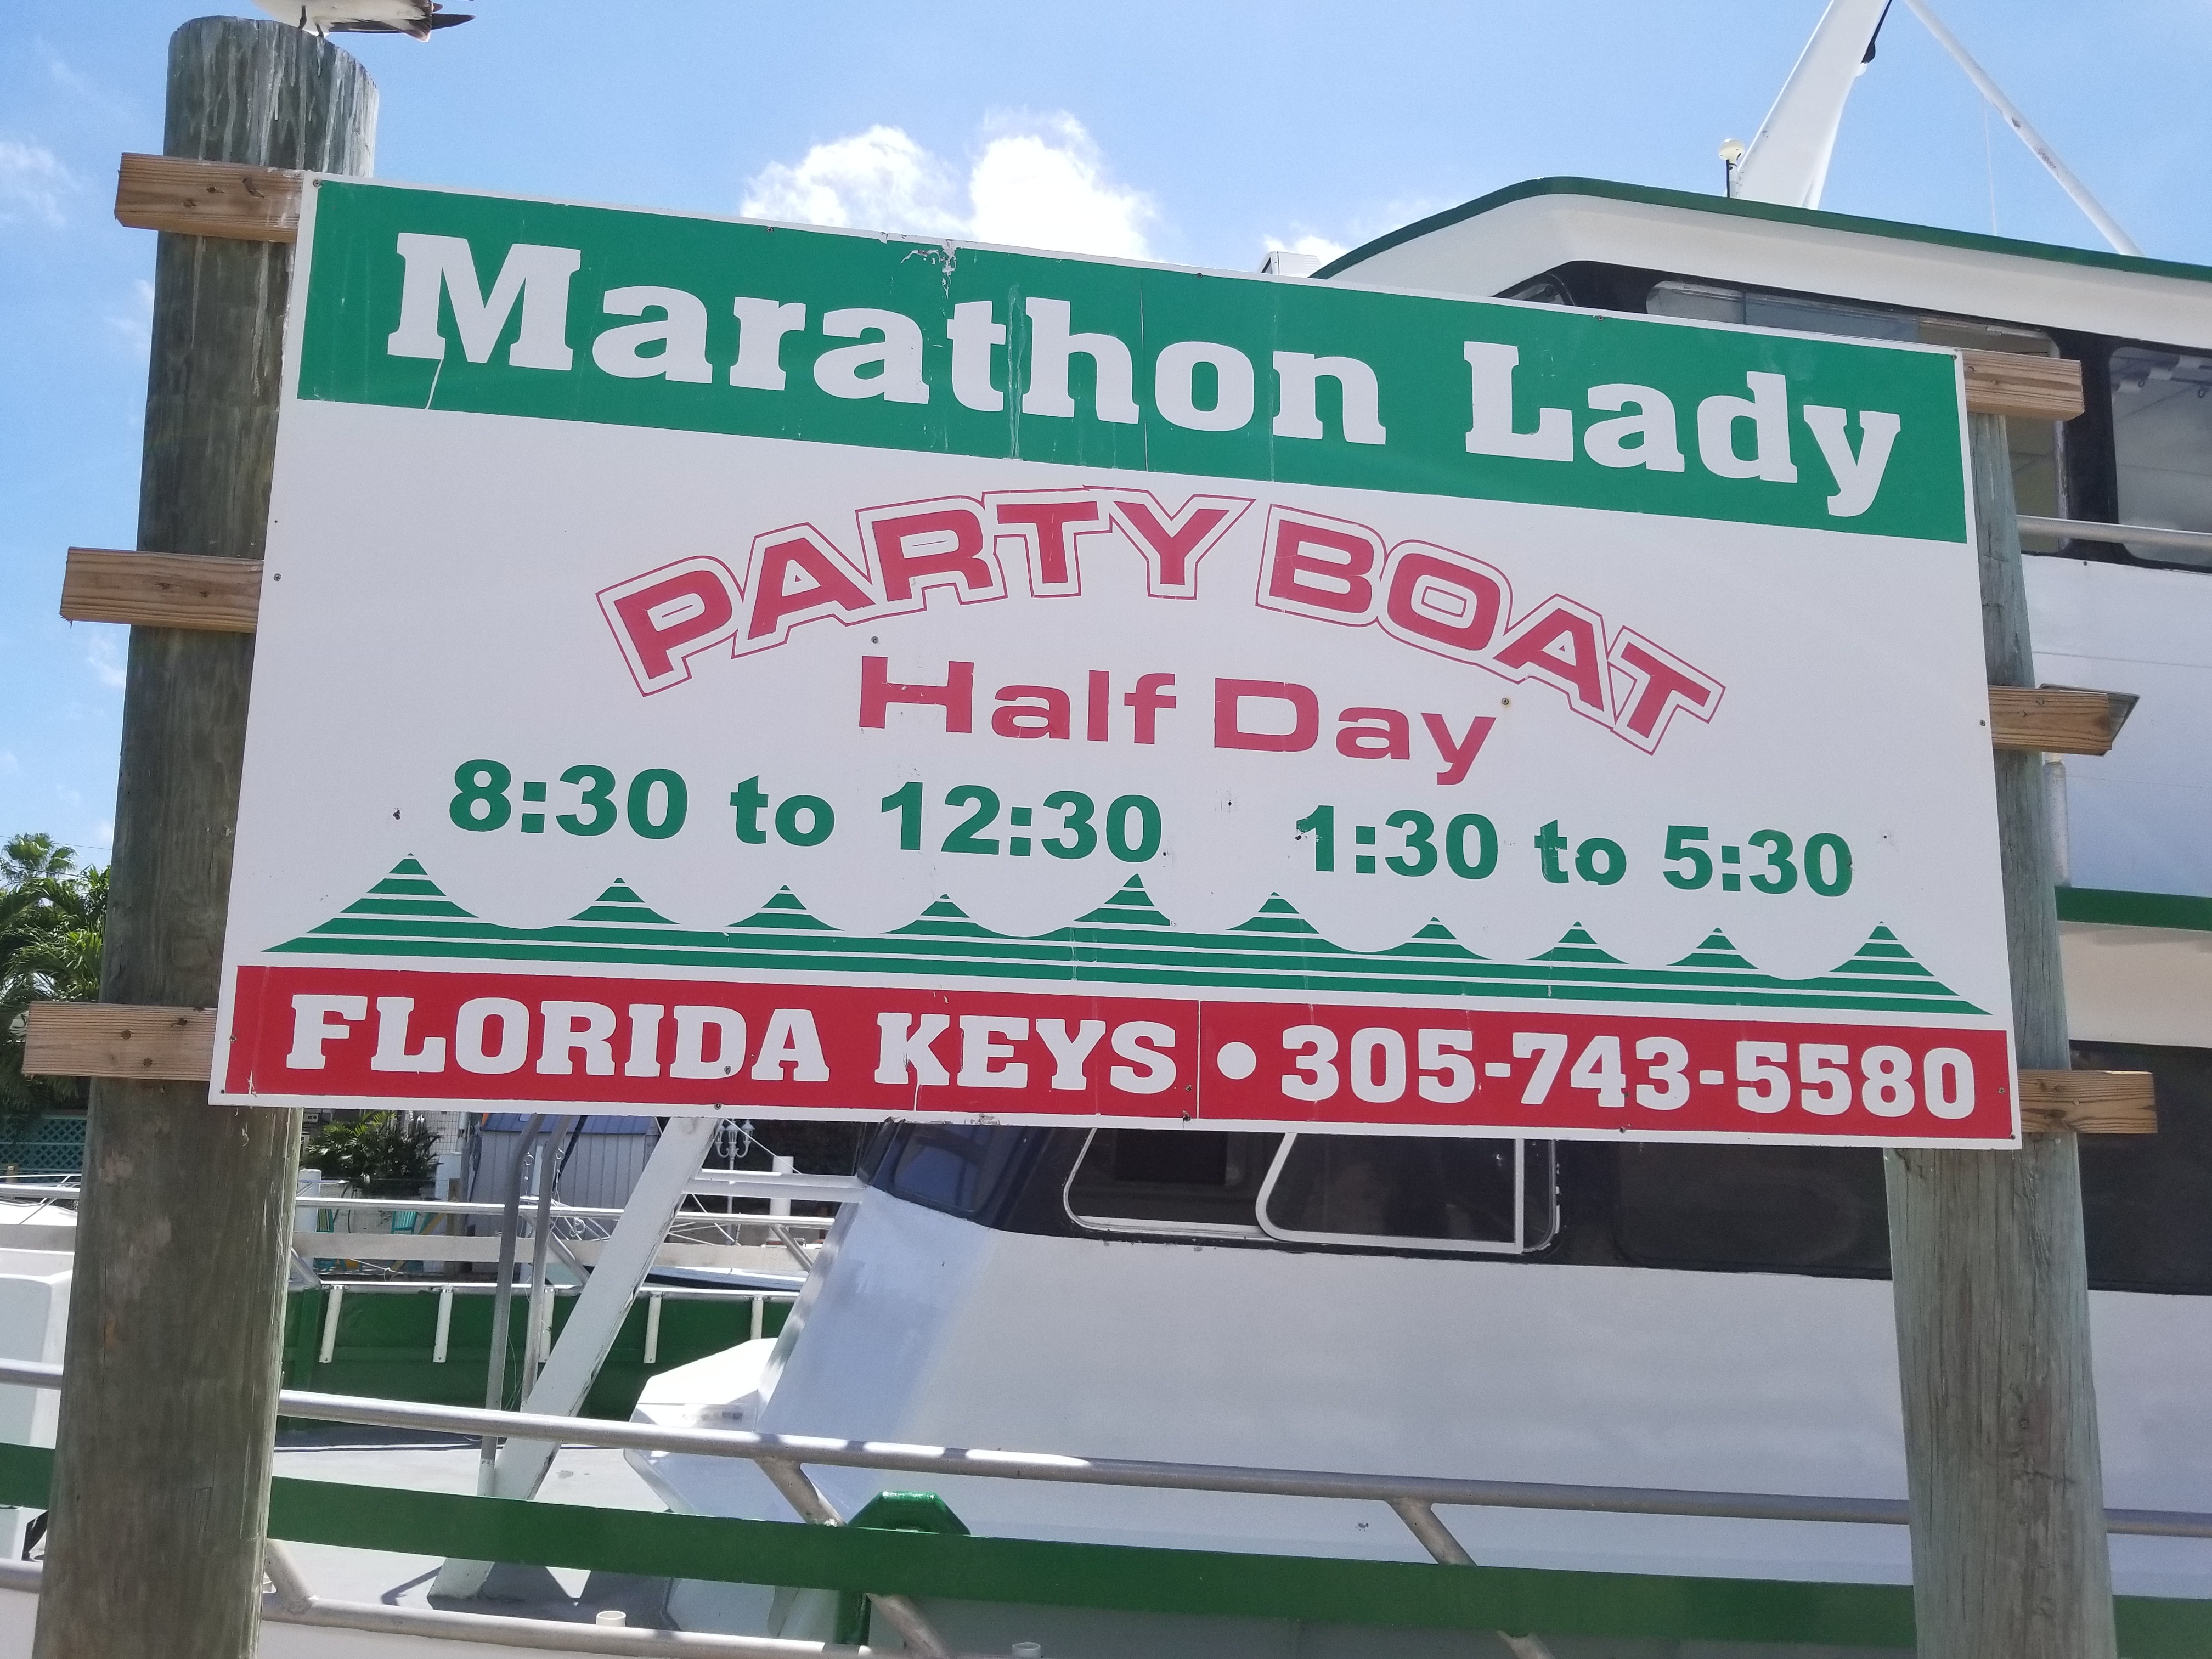 Marathon Lady
PARTY BOAT
Half Day
8:30 to 12:30 1:30 to 5:30
FLORIDA KEYS • 305-743-5580